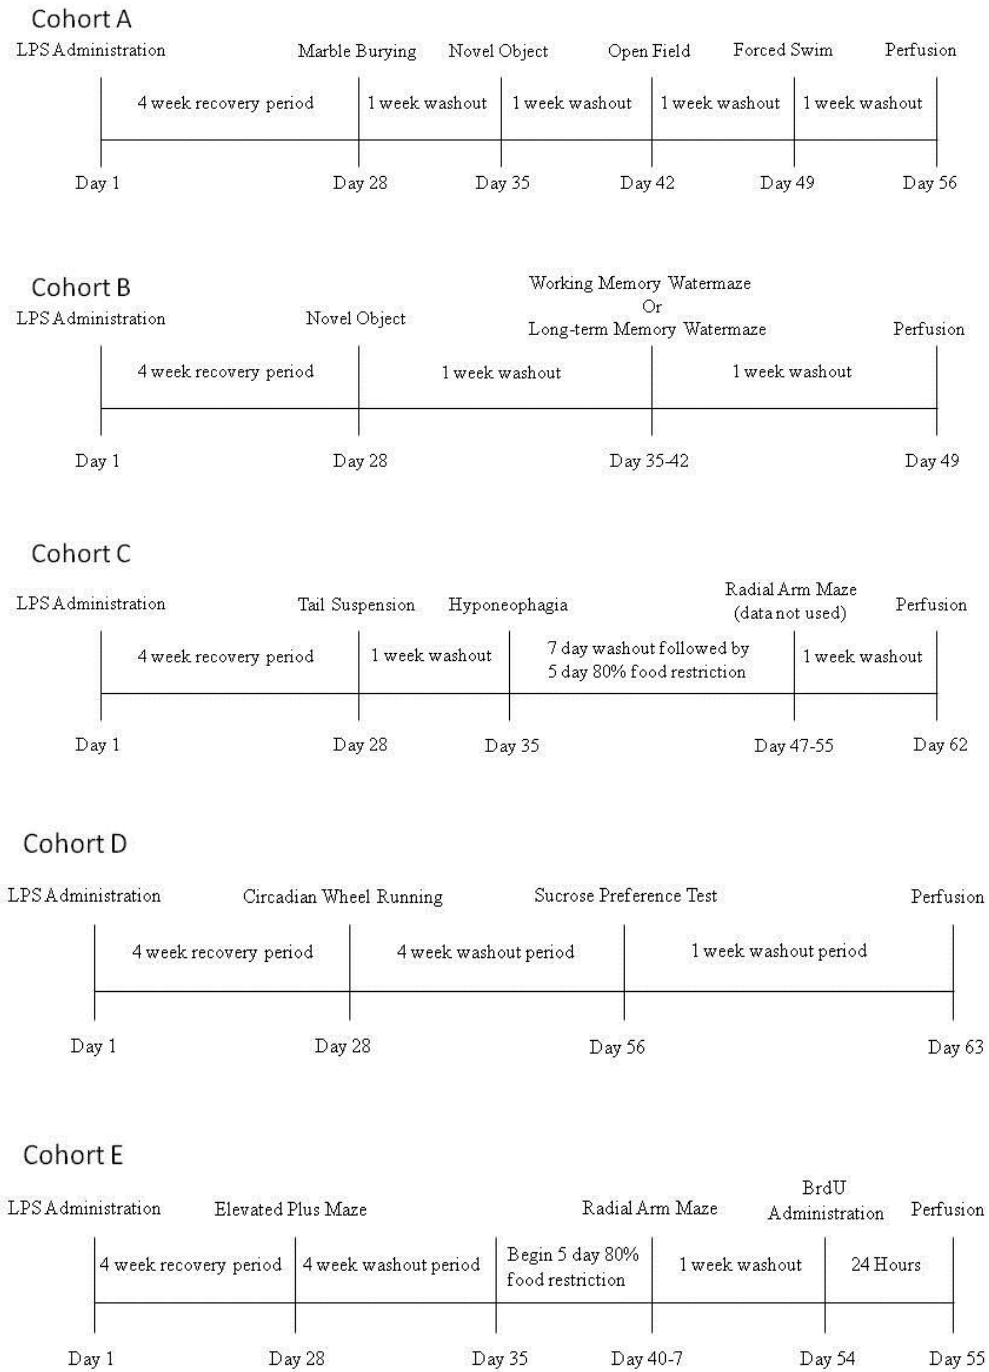 Cohort A
LPS Administration Marble Burying Novel Object Open Field Forced Swim Perfusion
4 week recovery period 1 week washout 1 week washout 1 week washout 1 week washout
Day 1 Day 28 Day 35 Day 42 Day 49 Day 56
Cohort B
Working Memory Watermaze
Or
LPS Administration Novel Object Long-term Memory Watermaze Perfusion
4 week recovery period 1 week washout 1 week washout
Day 1 Day 28 Day 35-42 Day 49
Cohort C
Radial Arm Maze
LPS Administration Tail Suspension Hyponeophagia (data not used) Perfusion
7 day washout followed by
4 week recovery period 1 week washout 1 week washout
5 day 80% food restriction
Day 1 Day 28 Day 35 Day 47-55 Day 62
Cohort D
LPS Administration Circadian Wheel Running Sucrose Preference Test Perfusion
4 week recovery period 4 week washout period 1 week washout period
Day 1 Day 28 Day 56 Day 63
Cohort E
BrdU
LPS Administration Elevated Plus Maze Radial Arm Maze Administration Perfusion
Begin 5 day 80%
4 week recovery period 4 week washout period 1 week washout 24 Hours
food restriction
Day 1 Day 28 Day 35 Day 40-7 Day 54 Day 55